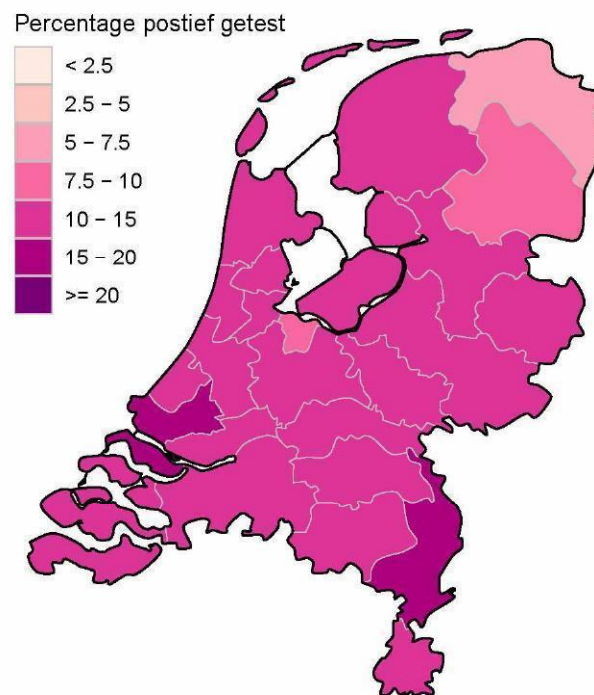 Percentage postief getest
< 2.5
2.5 – 5
5 – 7.5
7.5 – 10
10 – 15
15 – 20
>= 20